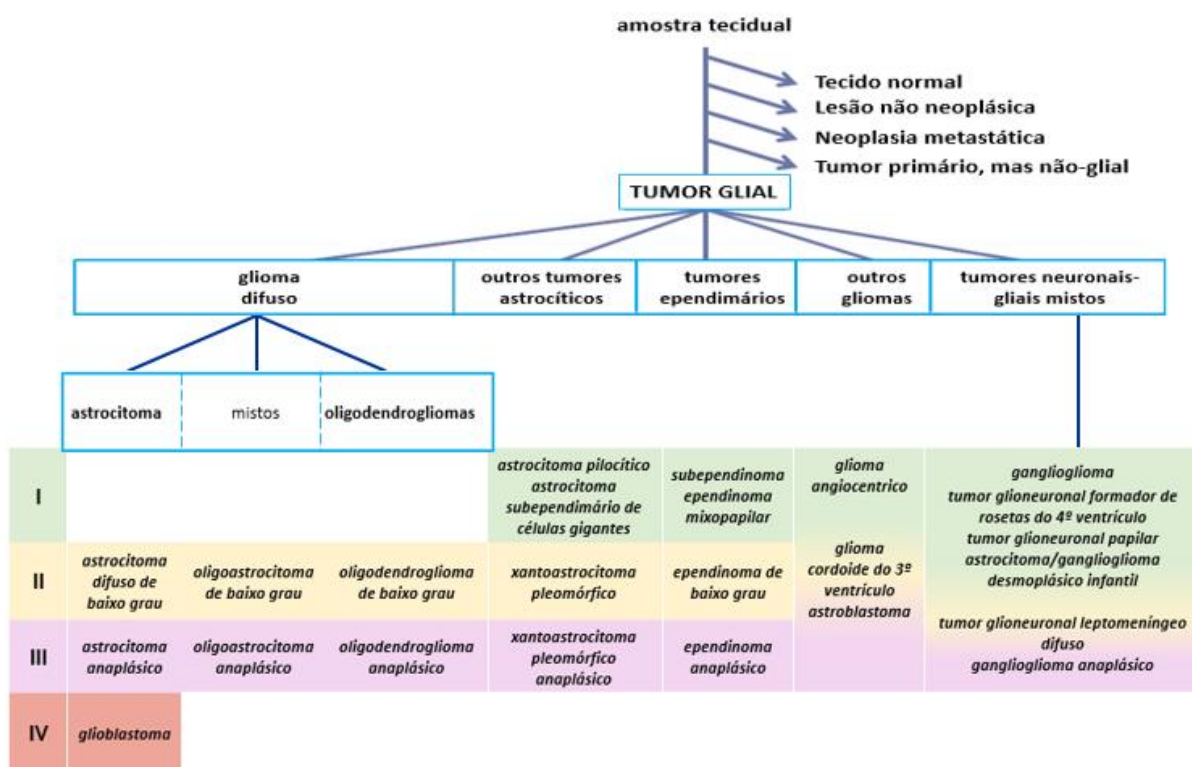 amostra tecidual
Tecido normal
Lesão não neoplásica
Neoplasia metastática
Tumor primário, mas não-glial
TUMOR GLIAL
glioma
difuso
outros tumores
astrocíticos
tumores
ependimários
outros
gliomas
tumores neuronais-
gliais mistos
astrocitoma
mistos
oligodendrogliomas
I
astrocitoma pilocítico
astrocitoma
subependimário de
células gigantes
subependinoma
ependinoma
mixopapilar
glioma
angiocentrico
ganglioglioma
tumor glioneuronal formador de
rosetas do 4º ventrículo
tumor glioneuronal papilar
astrocitoma/ganglioglioma
desmoplásico infantil
II
astrocitoma
difuso de
baixo grau
oligoastrocitoma
de baixo grau
oligodendroglioma
de baixo grau
xantoastrocitoma
pleomórfico
ependinoma de
baixo grau
glioma
cordoide do 3º
ventrículo
astroblastoma
III
astrocitoma
anaplásico
oligoastrocitoma
anaplásico
oligodendroglioma
anaplásico
xantoastrocitoma
pleomórfico
anaplásico
ependinoma
anaplásico
tumor glioneuronal leptomeníngeo
difuso
ganglioglioma anaplásico
IV
glioblastoma